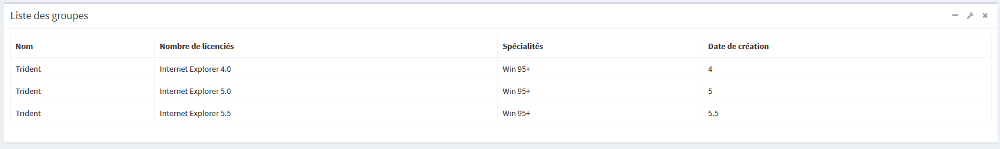 Liste des groupes
Nom Nombre de licenciés Spécialités Date de création
Trident Internet Explorer 4.0 Win 95+ 4
Trident Internet Explorer 5.0 Win 95+ 5
Trident Internet Explorer 5.5 Win 95+ 5.5